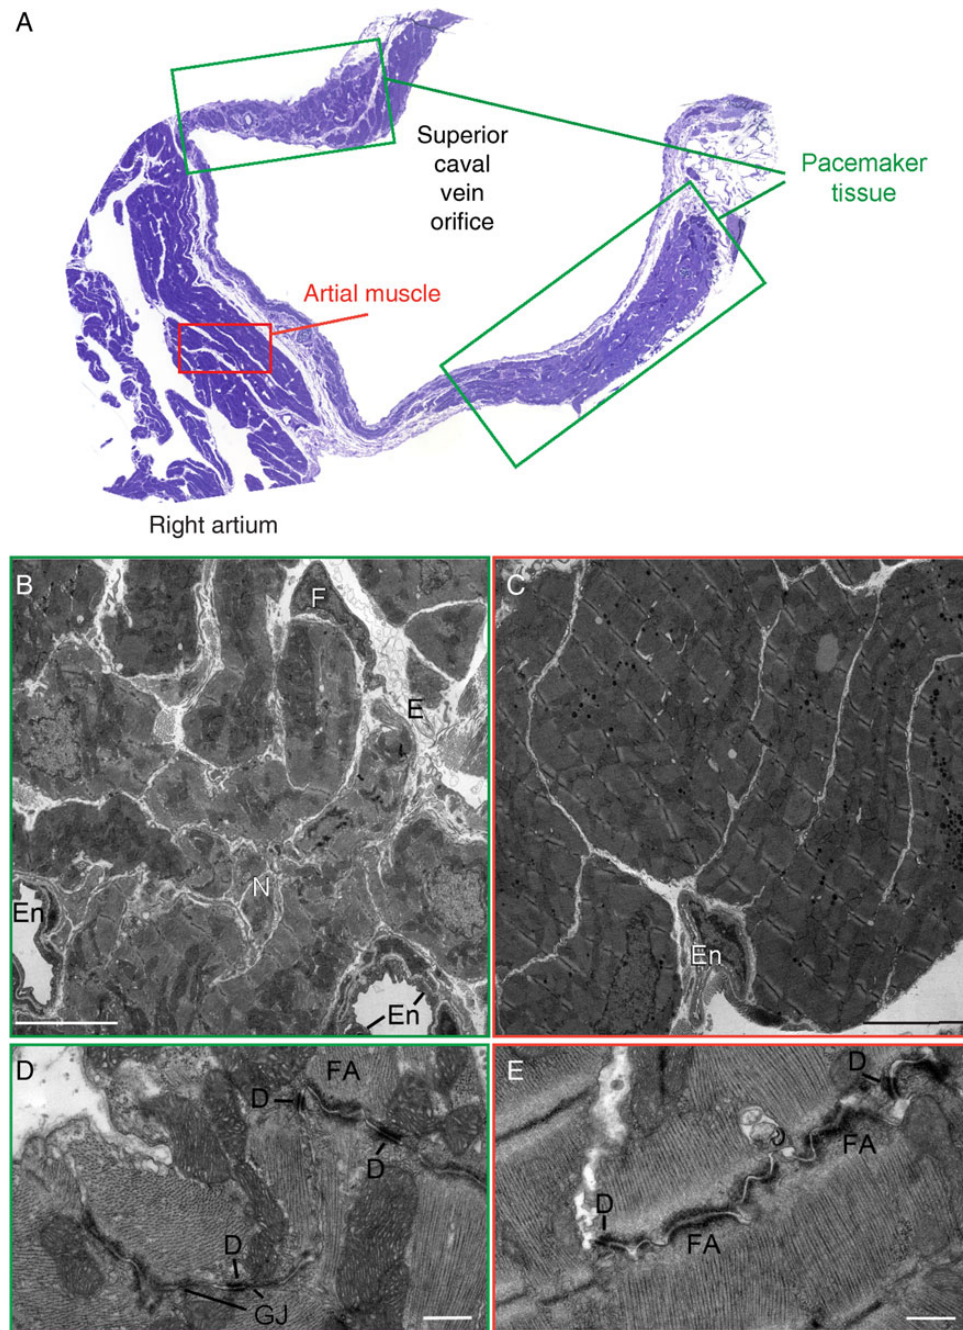 A
Superior
caval
vein
orifice
Pacemaker
tissue
Artial muscle
Right artium
B
F
E
N
En
En
C
En
D
FA
D
D
D
GJ
E
D
FA
D
FA